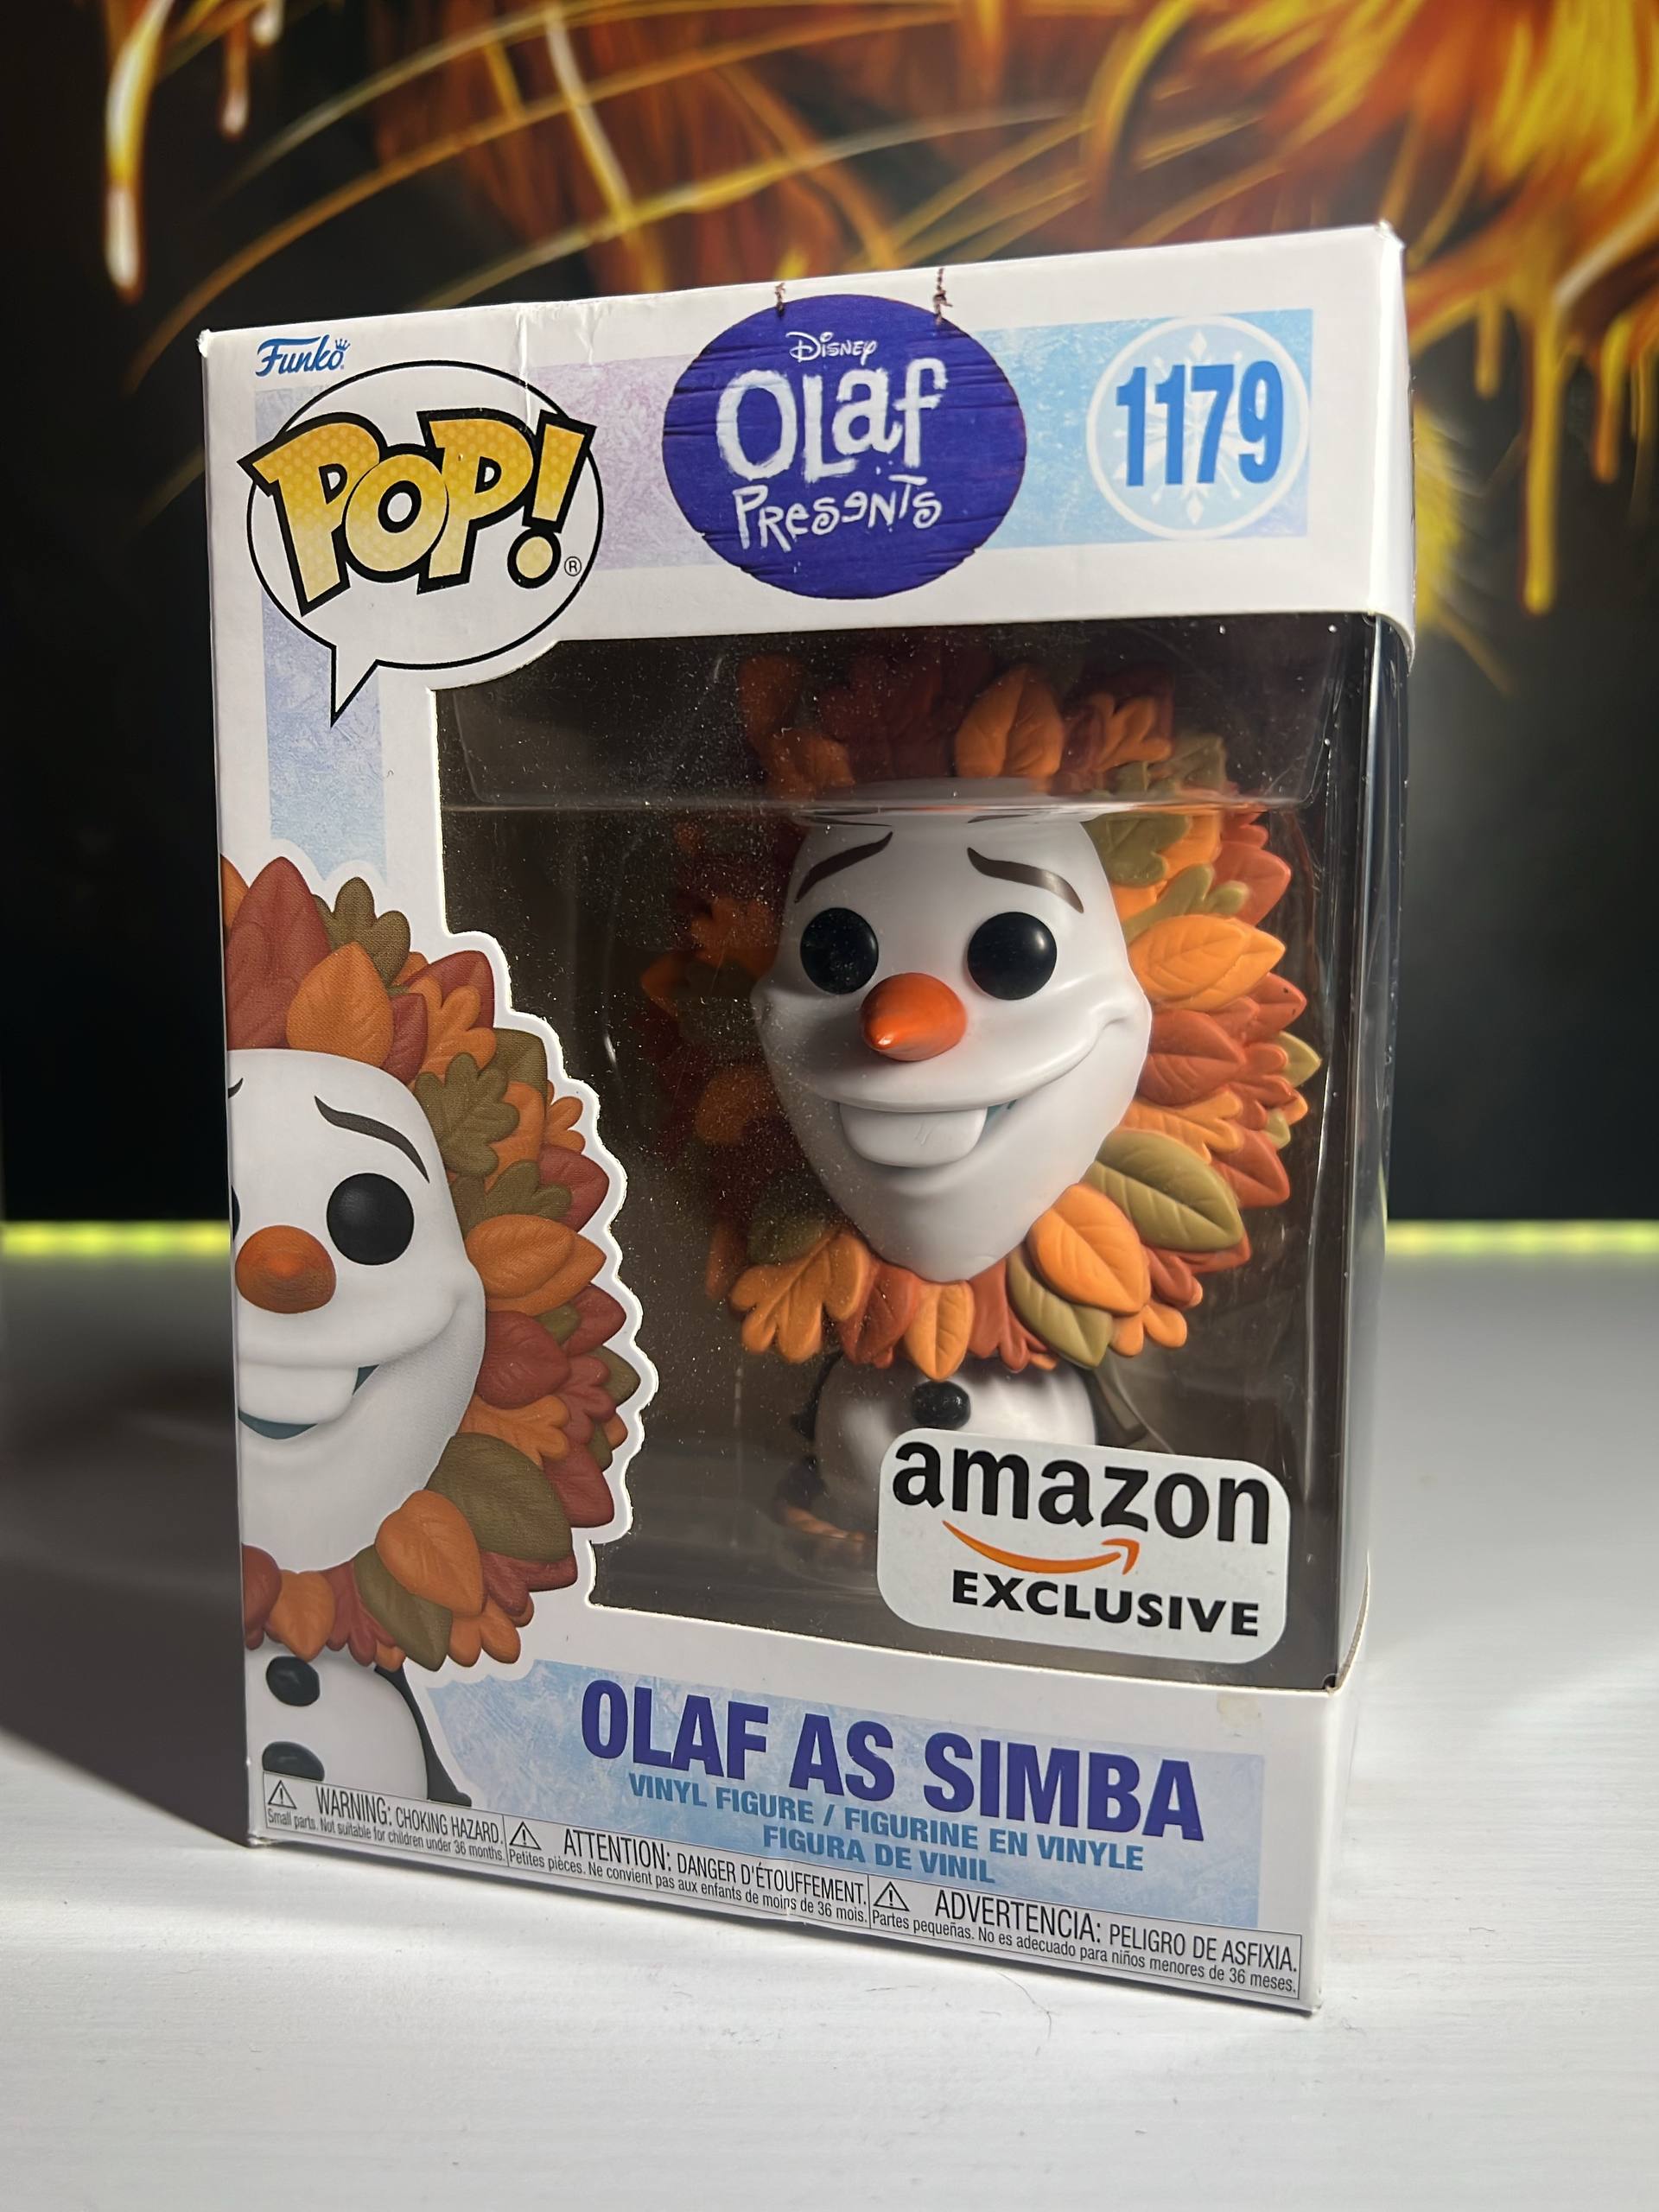 Funko
POP!®
Disney
OLaf
PRESENTS
1179
amazon
EXCLUSIVE
OLAF AS SIMBA
VINYL FIGURE / FIGURINE EN VINYLE
FIGURA DE VINIL
WARNING: CHOKING HAZARD.
Small parts. Not suitable for children under 36 months.
ATTENTION: DANGER D'ÉTOUFFEMENT.
Petites pièces. Ne convient pas aux enfants de moins de 36 mois.
ADVERTENCIA: PELIGRO DE ASFIXIA.
Partes pequeñas. No es adecuado para niños menores de 36 meses.